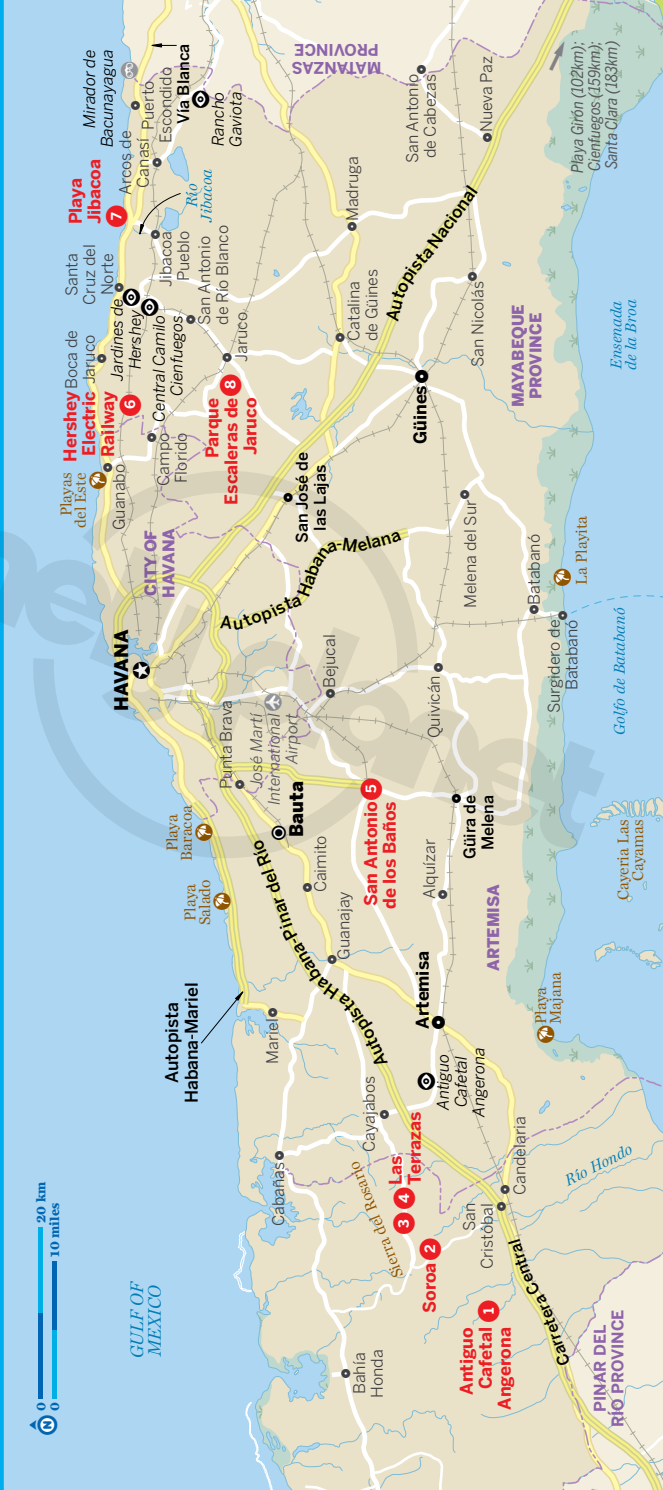 N
0
20 km
0
10 miles
GULF OF
MEXICO
Bahía
Honda
Cabañas
Autopista
Habana-Mariel
Mariel
Playa
Salado
Playa
Baracoa
HAVANA
Playas
del Este
Guanabo
CITY OF
HAVANA
Hershey
Electric
Railway
6
Boca de
Jaruco
Santa
Cruz del
Norte
Playa
Jibacoa
7
Arcos de
Canasí
Puerto
Escondido
Mirador de
Bacunayagua
Vía Blanca
Rancho
Gaviota
Río
Jibacoa
Jibacoa
Pueblo
Jardines de
Hershey
Central Camilo
Cienfuegos
San Antonio
de Río Blanco
Campo
Florido
Parque
Escaleras de
Jaruco
8
Jaruco
MATANZAS
PROVINCE
Madruga
Catalina
de Güines
San José de
las Lajas
Autopista Nacional
San Antonio
de Cabezas
Nueva Paz
Playa Girón (102km);
Cienfuegos (159km);
Santa Clara (183km)
San Nicolás
Güines
MAYABEQUE
PROVINCE
Ensenada
de la Broa
Autopista Habana-Melana
Melena del Sur
Batabanó
La Playita
Surgidero de
Batabanó
Golfo de Batabanó
Bejucal
Quivicán
Punta Brava
José Martí
International
Airport
Bauta
Caimito
San Antonio
de los Baños
5
Güira de
Melena
Alquízar
ARTEMISA
Cayería Las
Cayamas
Guanajay
Autopista Habana-Pinar del Río
Artemisa
Antiguo
Cafetal
Angerona
Playa
Majana
Cayajabos
Sierra del Rosario
3
4
Las
Terrazas
Soroa
2
San
Cristóbal
Candelaria
Río Hondo
Antiguo
Cafetal
Angerona
1
Carretera Central
PINAR DEL
RÍO PROVINCE